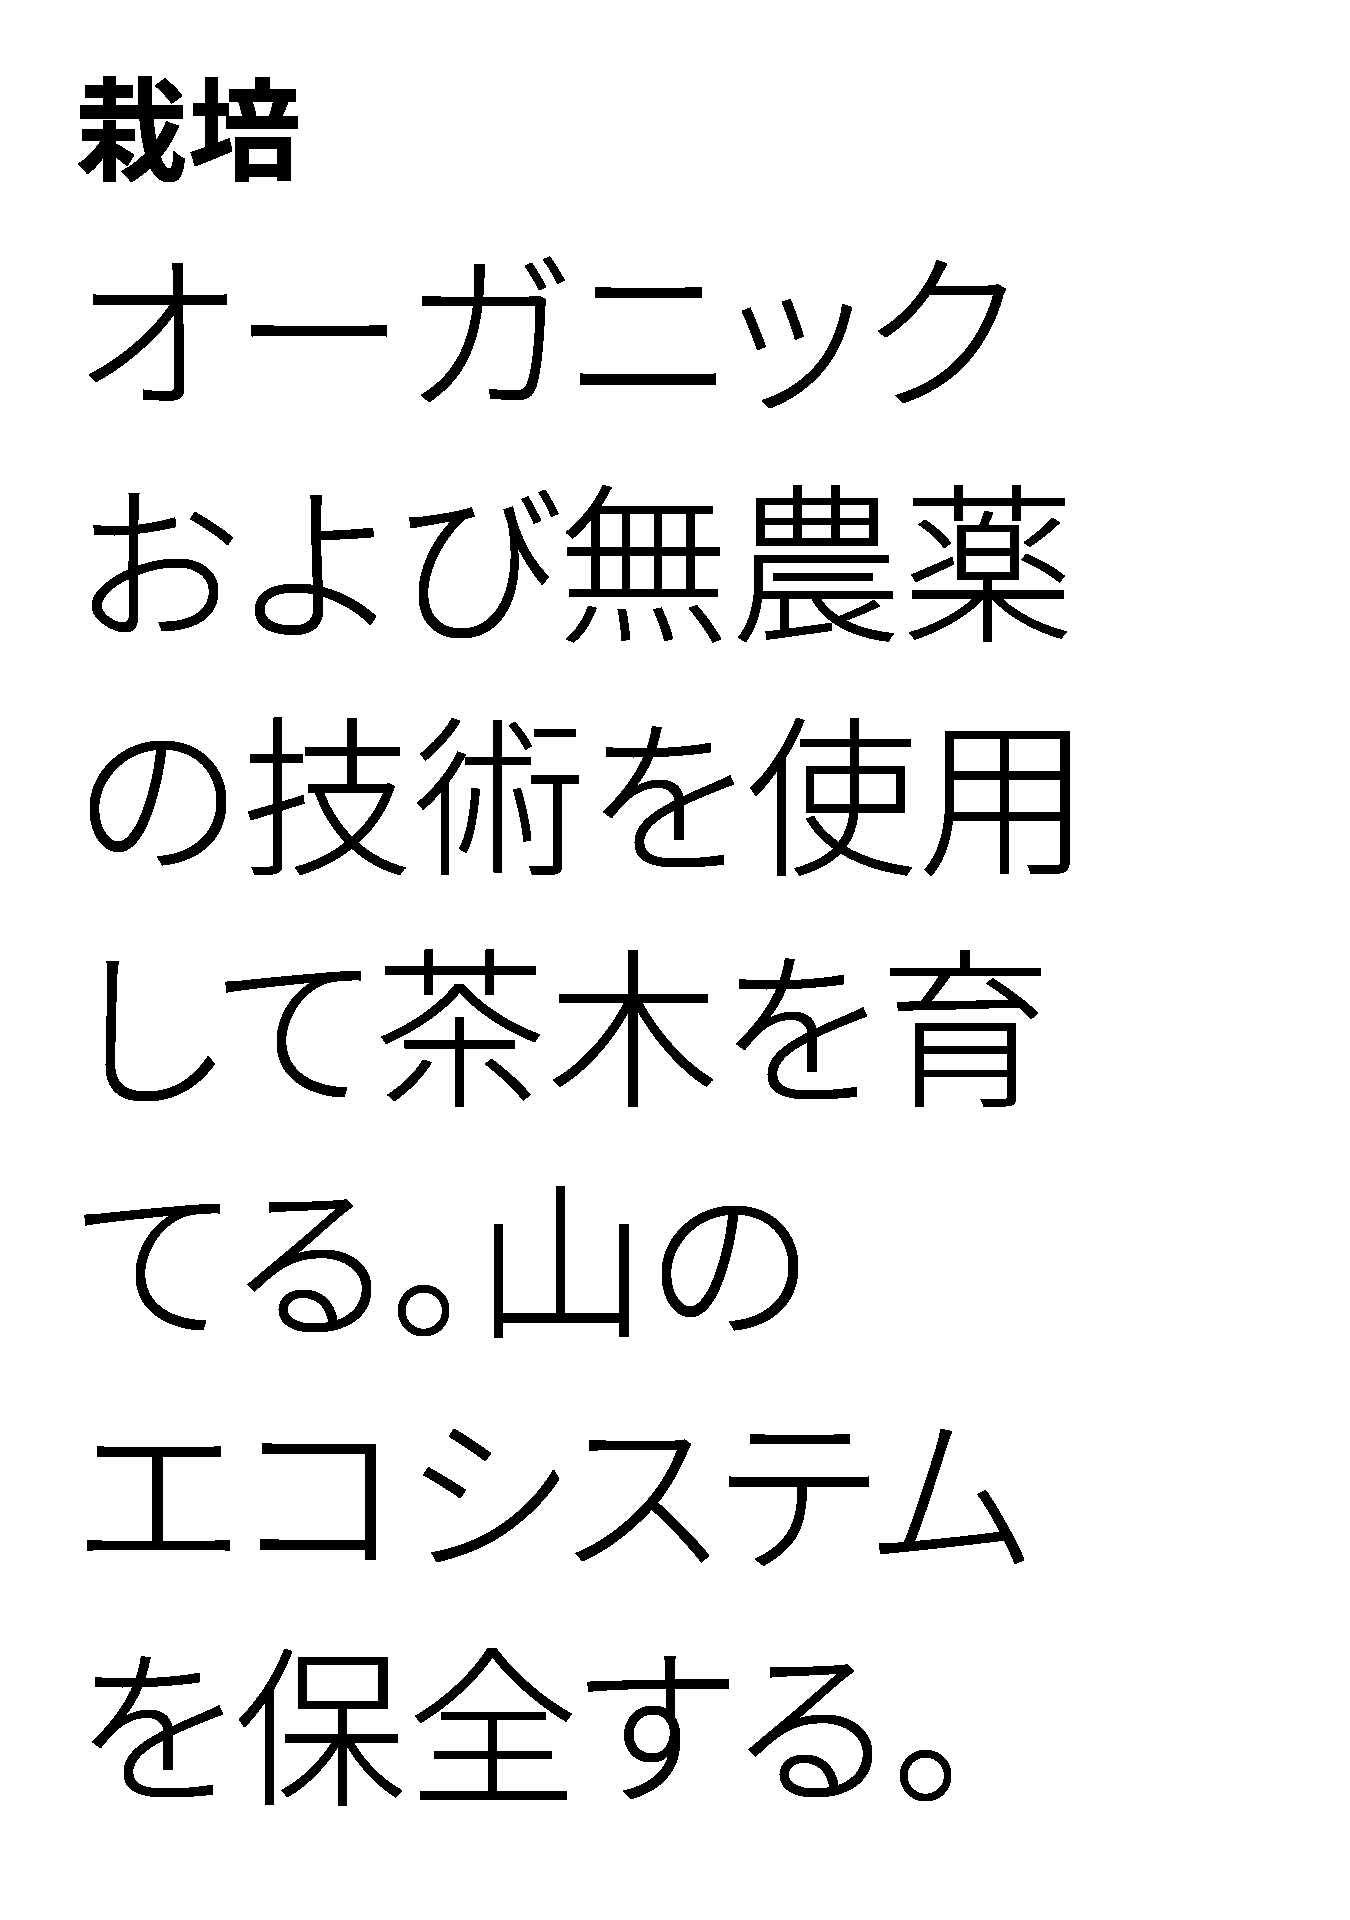 栽培
オーガニック
および無農薬
の技術を使用
して茶木を育
てる。山の
エコシステム
を保全する。